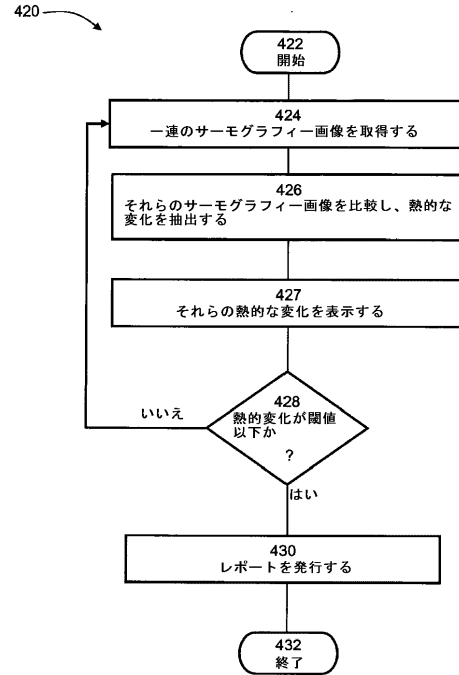 420
422
開始
424
一連のサーモグラフィー画像を取得する
426
それらのサーモグラフィー画像を比較し、熱的な
変化を抽出する
427
それらの熱的な変化を表示する
428
熱的変化が閾値
以下か
?
いいえ
はい
430
レポートを発行する
432
終了